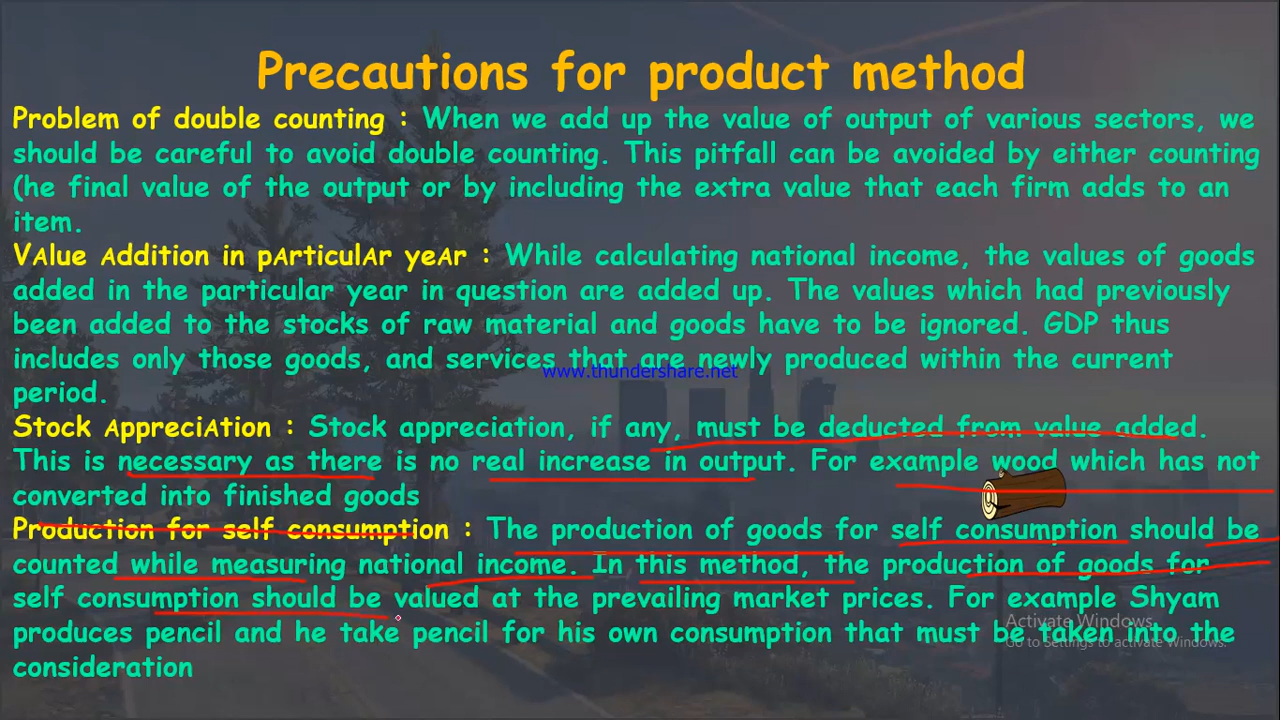 Precautions for product method
Problem of double counting : When we add up the value of output of various sectors, we
should be careful to avoid double counting. This pitfall can be avoided by either counting
(he final value of the output or by including the extra value that each firm adds to an
item.
VAlue Addition in pArticulAr yeAr : While calculating national income, the values of goods
added in the particular year in question are added up. The values which had previously
been added to the stocks of raw material and goods have to be ignored. GDP thus
includes only those goods, and services that are newly produced within the current
www.thundershare.net
period.
Stock AppreciAtion : Stock appreciation, if any, must be deducted from value added.
This is necessary as there is no real increase in output. For example wood which has not
converted into finished goods
Production for self consumption : The production of goods for self consumption should be
counted while measuring national income. In this method, the production of goods for
self consumption should be valued at the prevailing market prices. For example Shyam
produces pencil and he take pencil for his own consumption that must be taken into the
consideration
Activate Windows
Go to Settings to activate Windows.